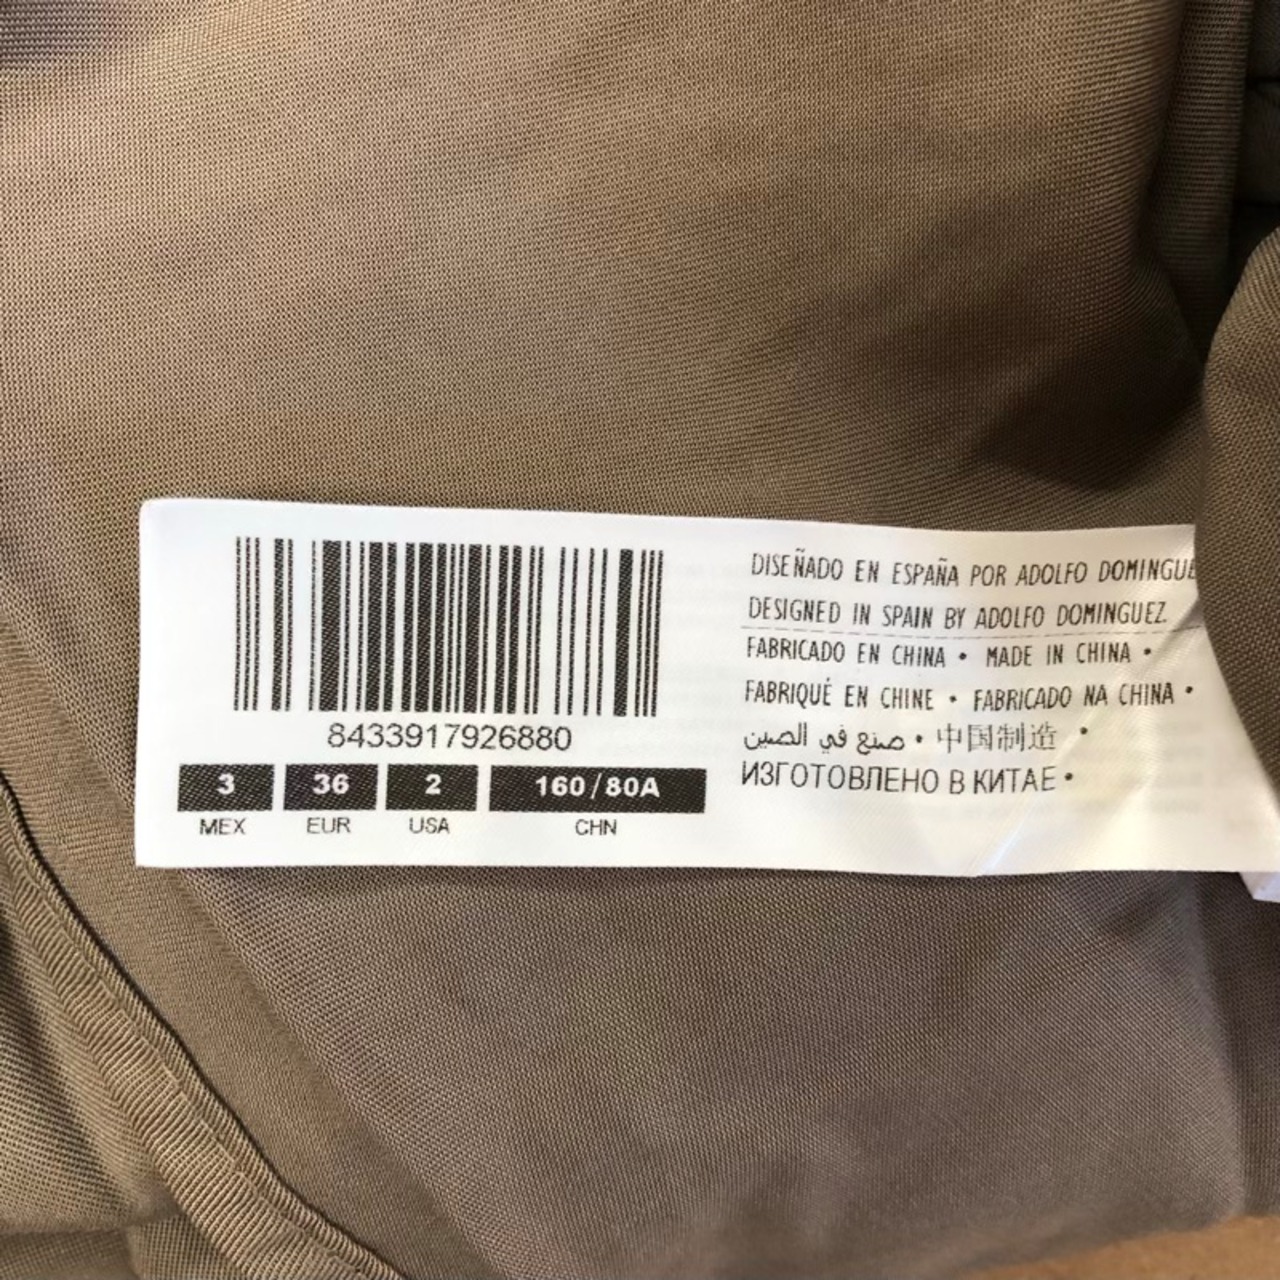 8433917926880
3 36 2 160/80A
MEX EUR USA CHN
DISEÑADO EN ESPAÑA POR ADOLFO DOMINGUE
DESIGNED IN SPAIN BY ADOLFO DOMINGUEZ
FABRICADO EN CHINA • MADE IN CHINA •
FABRIQUÉ EN CHINE • FABRICADO NA CHINA •
صنع في الصين • 中国制造 •
ИЗГОТОВЛЕНО В КИТАЕ •